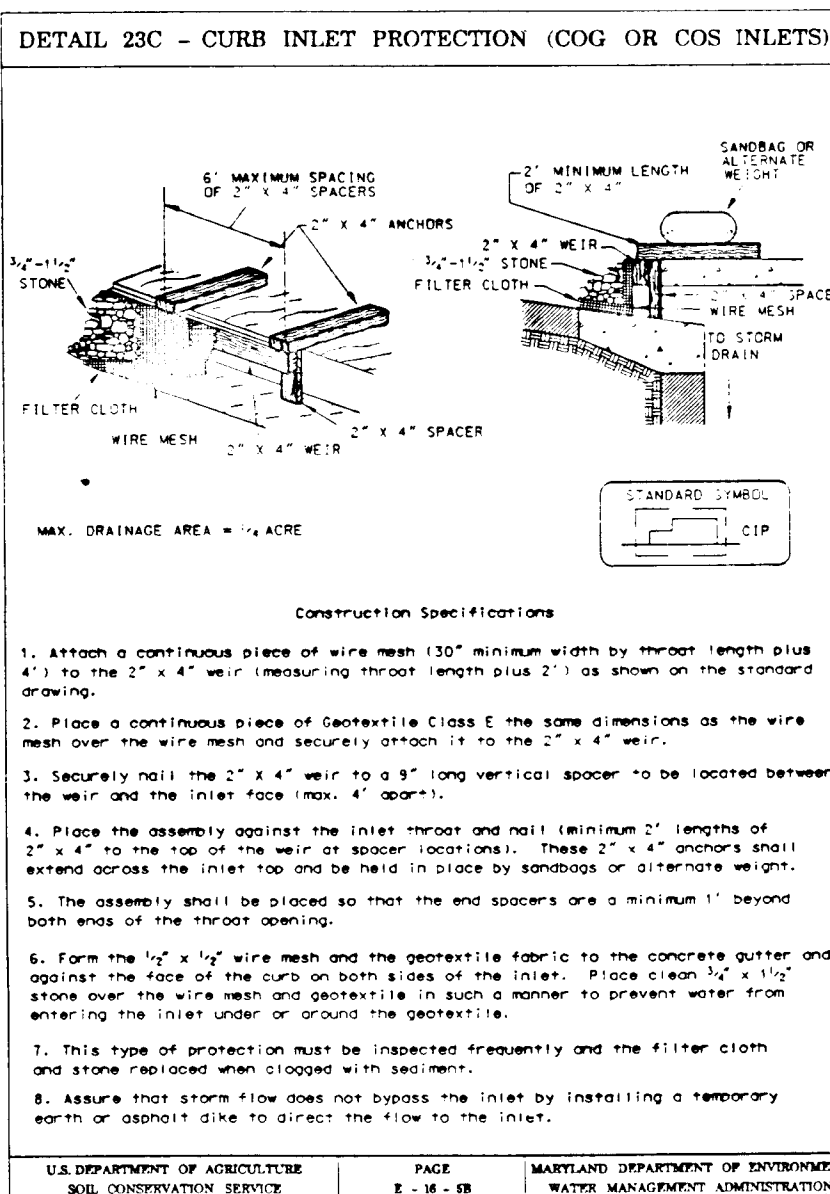 DETAIL 23C - CURB INLET PROTECTION (COG OR COS INLETS)
6' MAXIMUM SPACING
OF 2" X 4" SPACERS
2" X 4" ANCHORS
3/4"-1 1/2"
STONE
FILTER CLOTH
WIRE MESH
2" X 4" WEIR
2" X 4" SPACER
SANDBAG OR
ALTERNATE
WEIGHT
2' MINIMUM LENGTH
OF 2" X 4"
2" X 4" WEIR
3/4"-1 1/2" STONE
FILTER CLOTH
2" X 4" SPACE
WIRE MESH
TO STORM
DRAIN
MAX. DRAINAGE AREA = 1/4 ACRE
STANDARD SYMBOL
CIP
Construction Specifications
1. Attach a continuous piece of wire mesh (30" minimum width by throat length plus
4') to the 2" x 4" weir (measuring throat length plus 2') as shown on the standard
drawing.
2. Place a continuous piece of Geotextile Class E the same dimensions as the wire
mesh over the wire mesh and securely attach it to the 2" x 4" weir.
3. Securely nail the 2" X 4" weir to a 9" long vertical spacer to be located between
the weir and the inlet face (max. 4' apart).
4. Place the assembly against the inlet throat and nail (minimum 2' lengths of
2" x 4" to the top of the weir at spacer locations). These 2" x 4" anchors shall
extend across the inlet top and be held in place by sandbags or alternate weight.
5. The assembly shall be placed so that the end spacers are a minimum 1' beyond
both ends of the throat opening.
6. Form the 1/2" x 1/2" wire mesh and the geotextile fabric to the concrete gutter and
against the face of the curb on both sides of the inlet. Place clean 3/4" x 1 1/2"
stone over the wire mesh and geotextile in such a manner to prevent water from
entering the inlet under or around the geotextile.
7. This type of protection must be inspected frequently and the filter cloth
and stone replaced when clogged with sediment.
8. Assure that storm flow does not bypass the inlet by installing a temporary
earth or asphalt dike to direct the flow to the inlet.
U.S. DEPARTMENT OF AGRICULTURE
SOIL CONSERVATION SERVICE
PAGE
E - 16 - 5B
MARYLAND DEPARTMENT OF ENVIRONME
WATER MANAGEMENT ADMINISTRATION